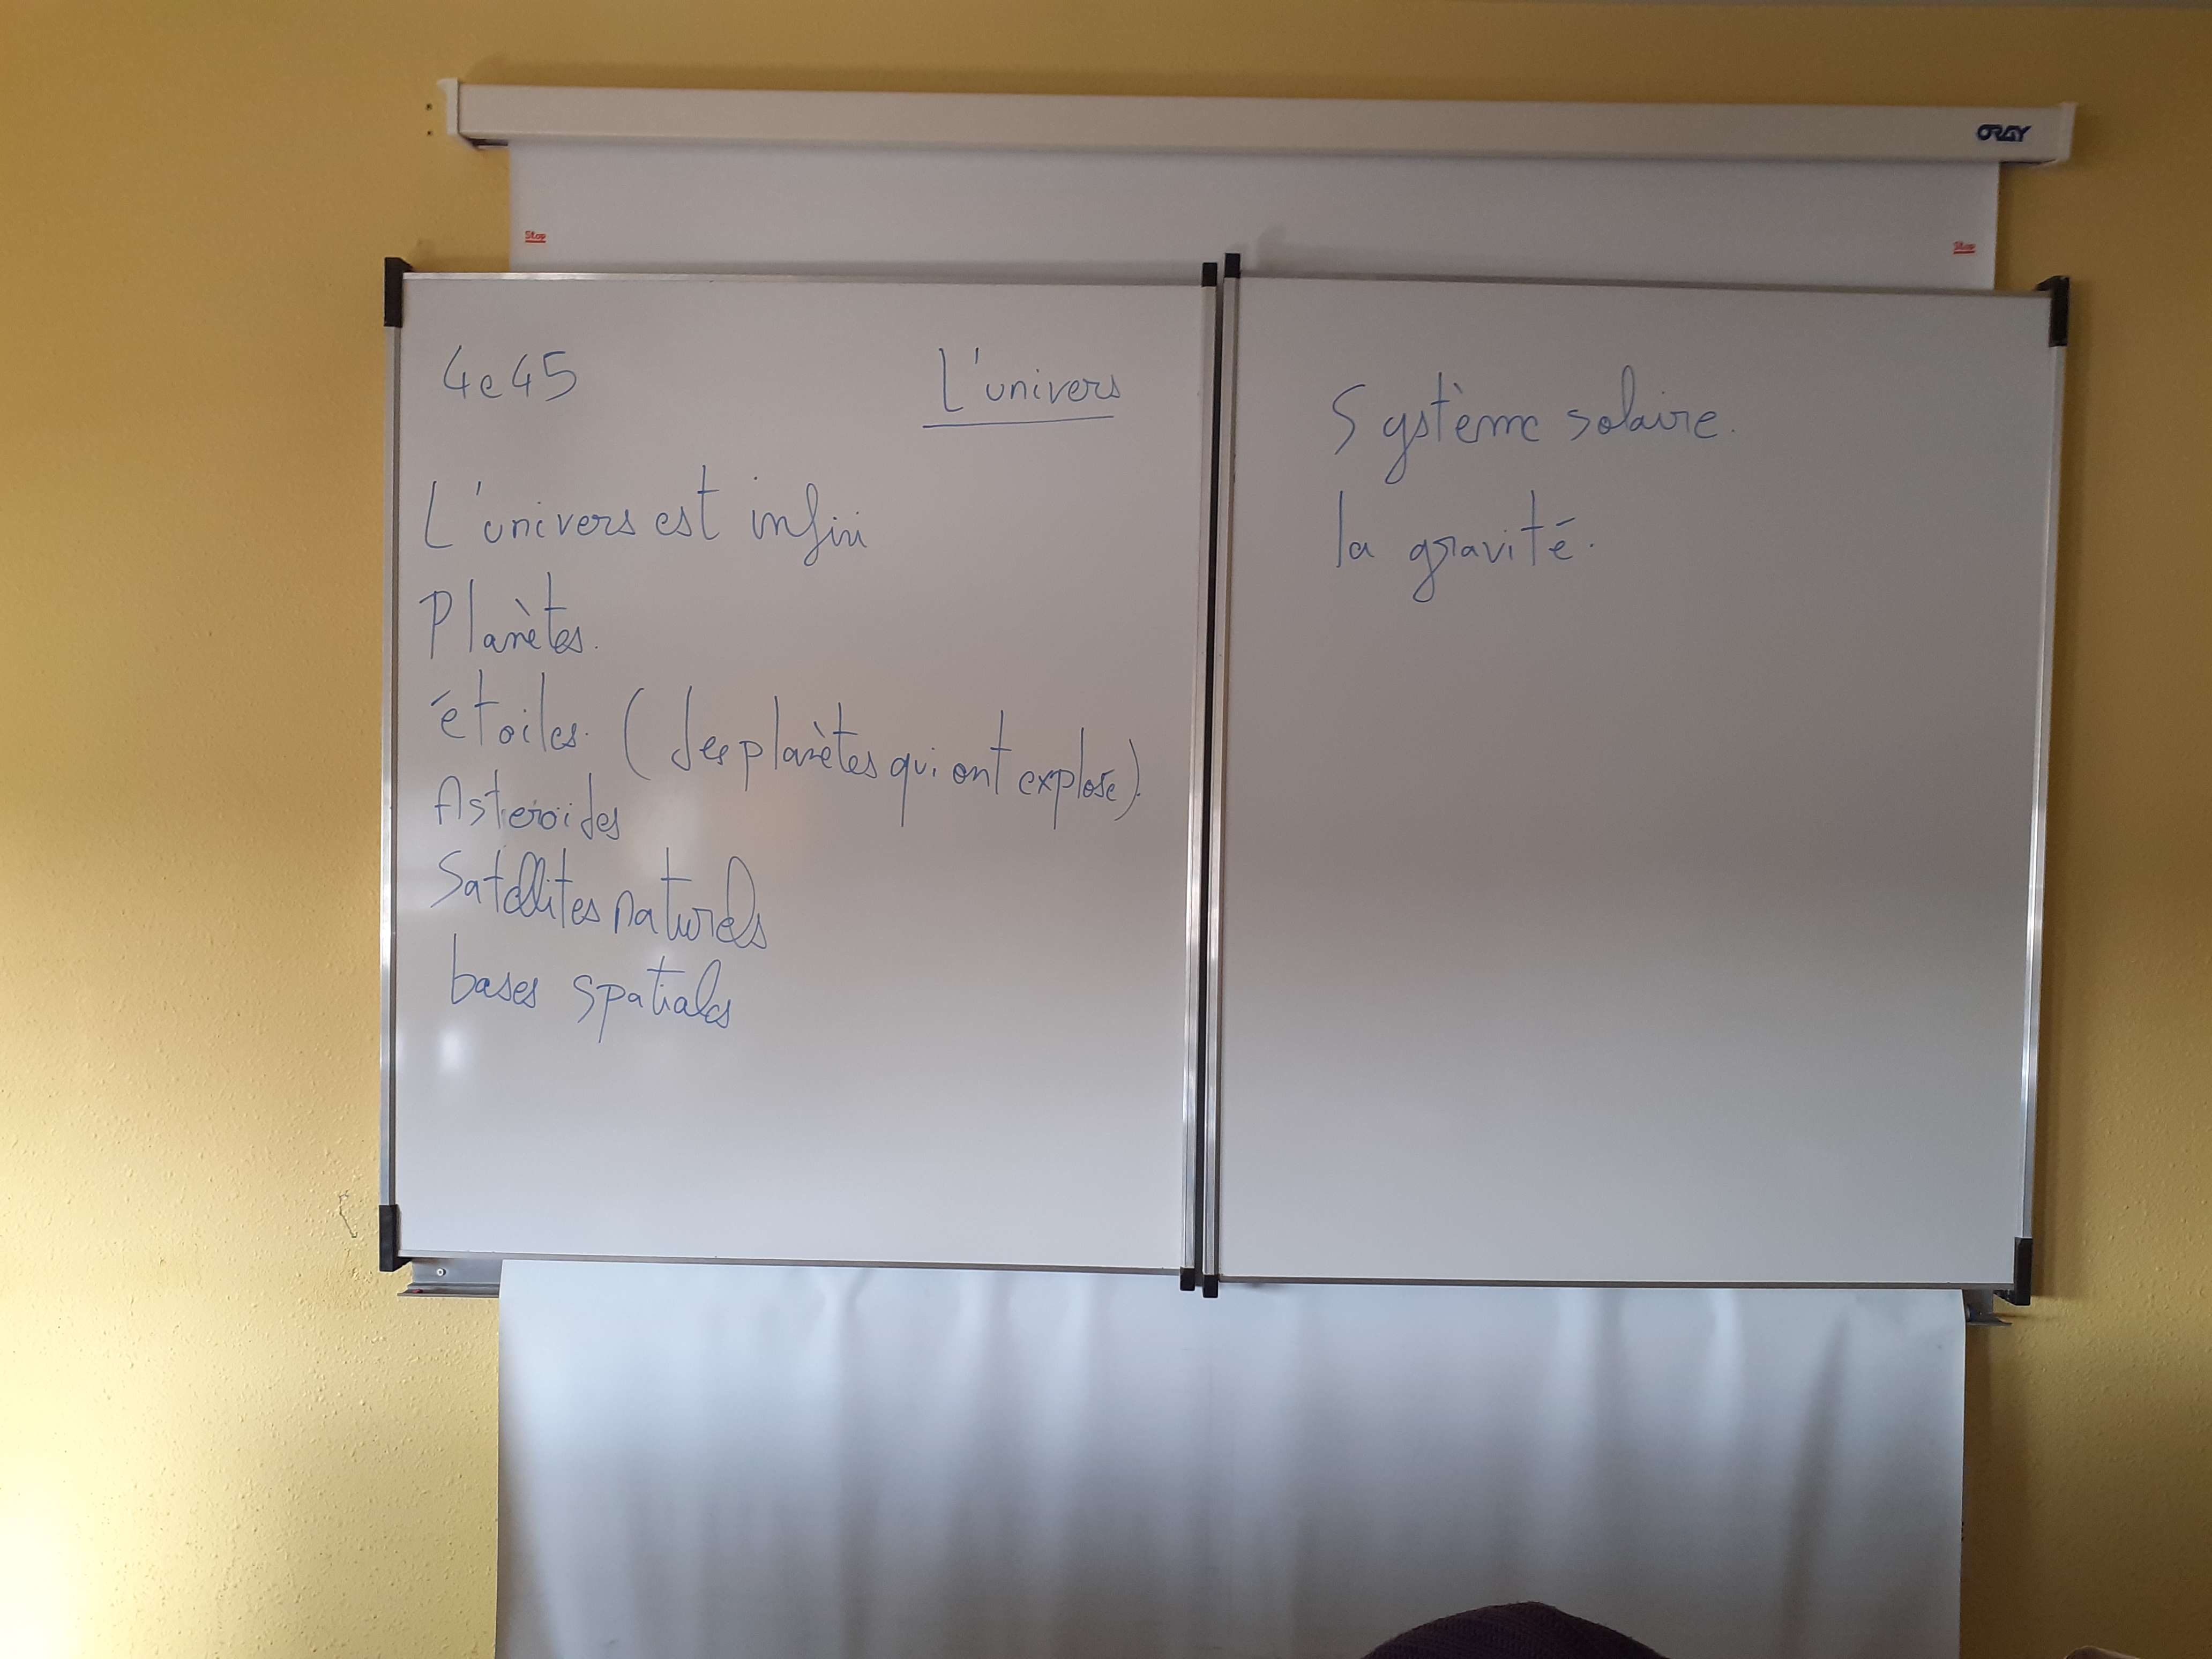 ORAY
Stop
Stop
4e45
L'univers
L'univers est infini
Planètes.
étoiles. (des planètes qui ont explosé).
Astéroïdes
Satellites naturels
bases spatiales
Système solaire.
la gravité.